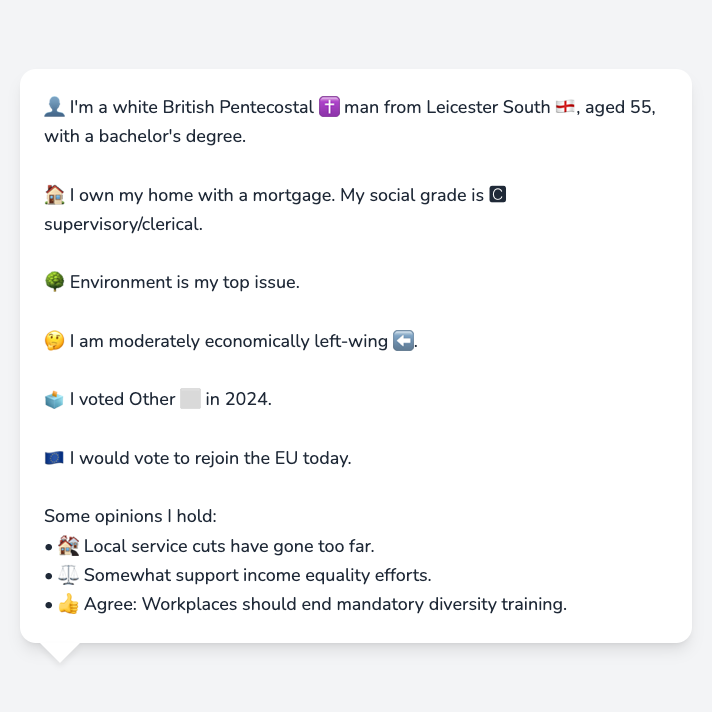 👤 I'm a white British Pentecostal ✝️ man from Leicester South 🏴󠁧󠁢󠁥󠁮󠁧󠁿, aged 55,
with a bachelor's degree.
🏠 I own my home with a mortgage. My social grade is 🅲
supervisory/clerical.
🌳 Environment is my top issue.
🤔 I am moderately economically left-wing ⬅️.
🗳️ I voted Other ⬜ in 2024.
🇪🇺 I would vote to rejoin the EU today.
Some opinions I hold:
• 🏚️ Local service cuts have gone too far.
• ⚖️ Somewhat support income equality efforts.
• 👍 Agree: Workplaces should end mandatory diversity training.